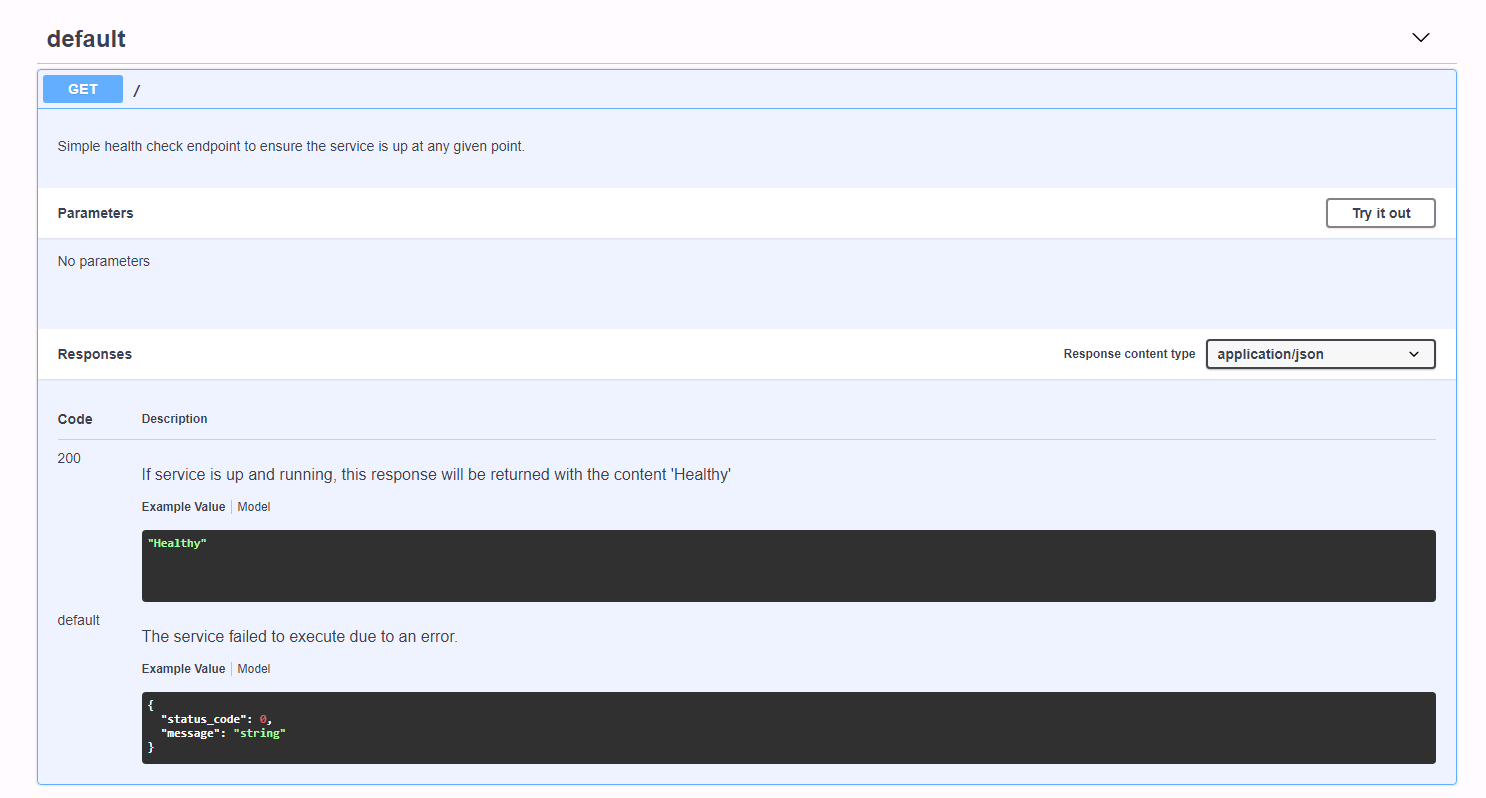 default
GET /
Simple health check endpoint to ensure the service is up at any given point.
Parameters Try it out
No parameters
Responses Response content type application/json
Code Description
200
If service is up and running, this response will be returned with the content 'Healthy'
Example Value Model
"Healthy"
default
The service failed to execute due to an error.
Example Value Model
{
"status_code": 0,
"message": "string"
}